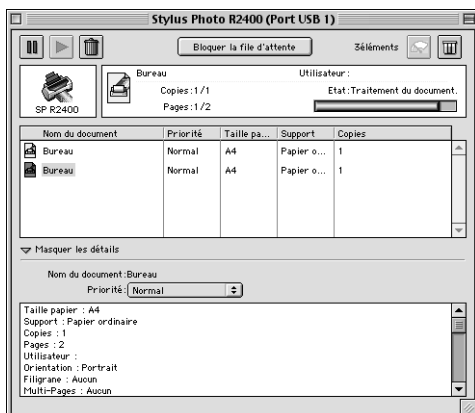 Stylus Photo R2400 (Port USB 1)
Bloquer la file d'attente
3éléments
SP R2400
Bureau
Utilisateur :
Copies:1/1
Etat:Traitement du document.
Pages:1/2
Nom du document Priorité Taille pa... Support Copies
Bureau Normal A4 Papier o... 1
Bureau Normal A4 Papier o... 1
Masquer les détails
Nom du document:Bureau
Priorité: Normal
Taille papier : A4
Support : Papier ordinaire
Copies : 1
Pages : 2
Utilisateur :
Orientation : Portrait
Filigrane : Aucun
Multi-Pages : Aucun